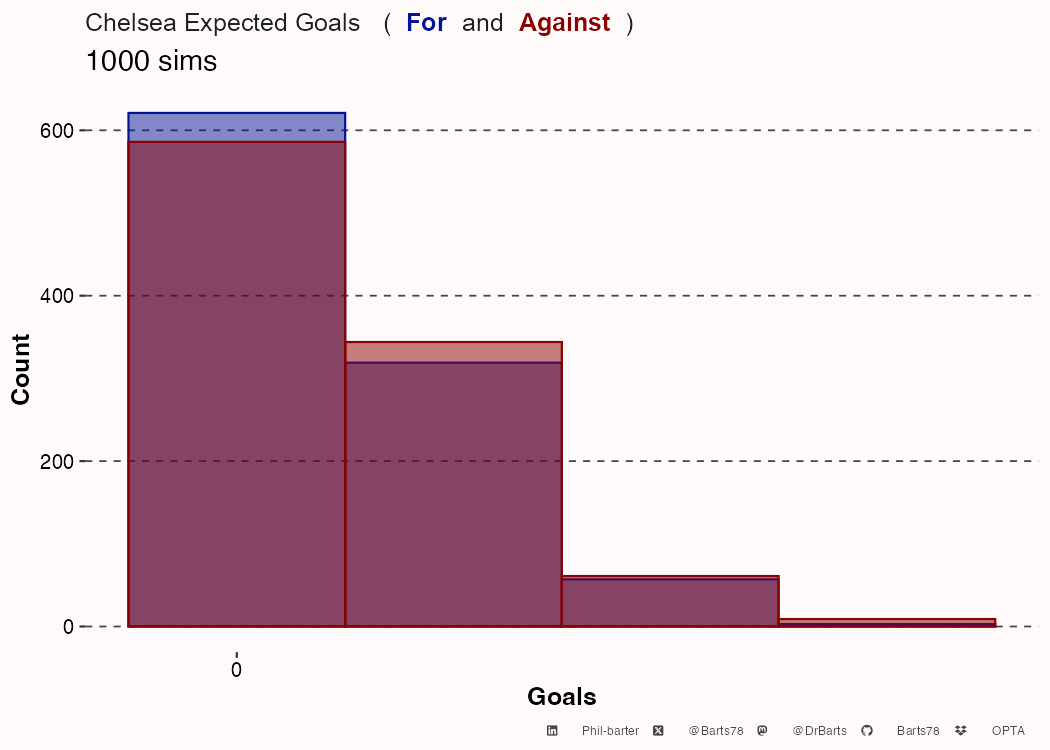 Chelsea Expected Goals ( For and Against )
1000 sims
600
400
200
0
Count
0
Goals
Phil-barter @Barts78 @DrBarts Barts78 OPTA